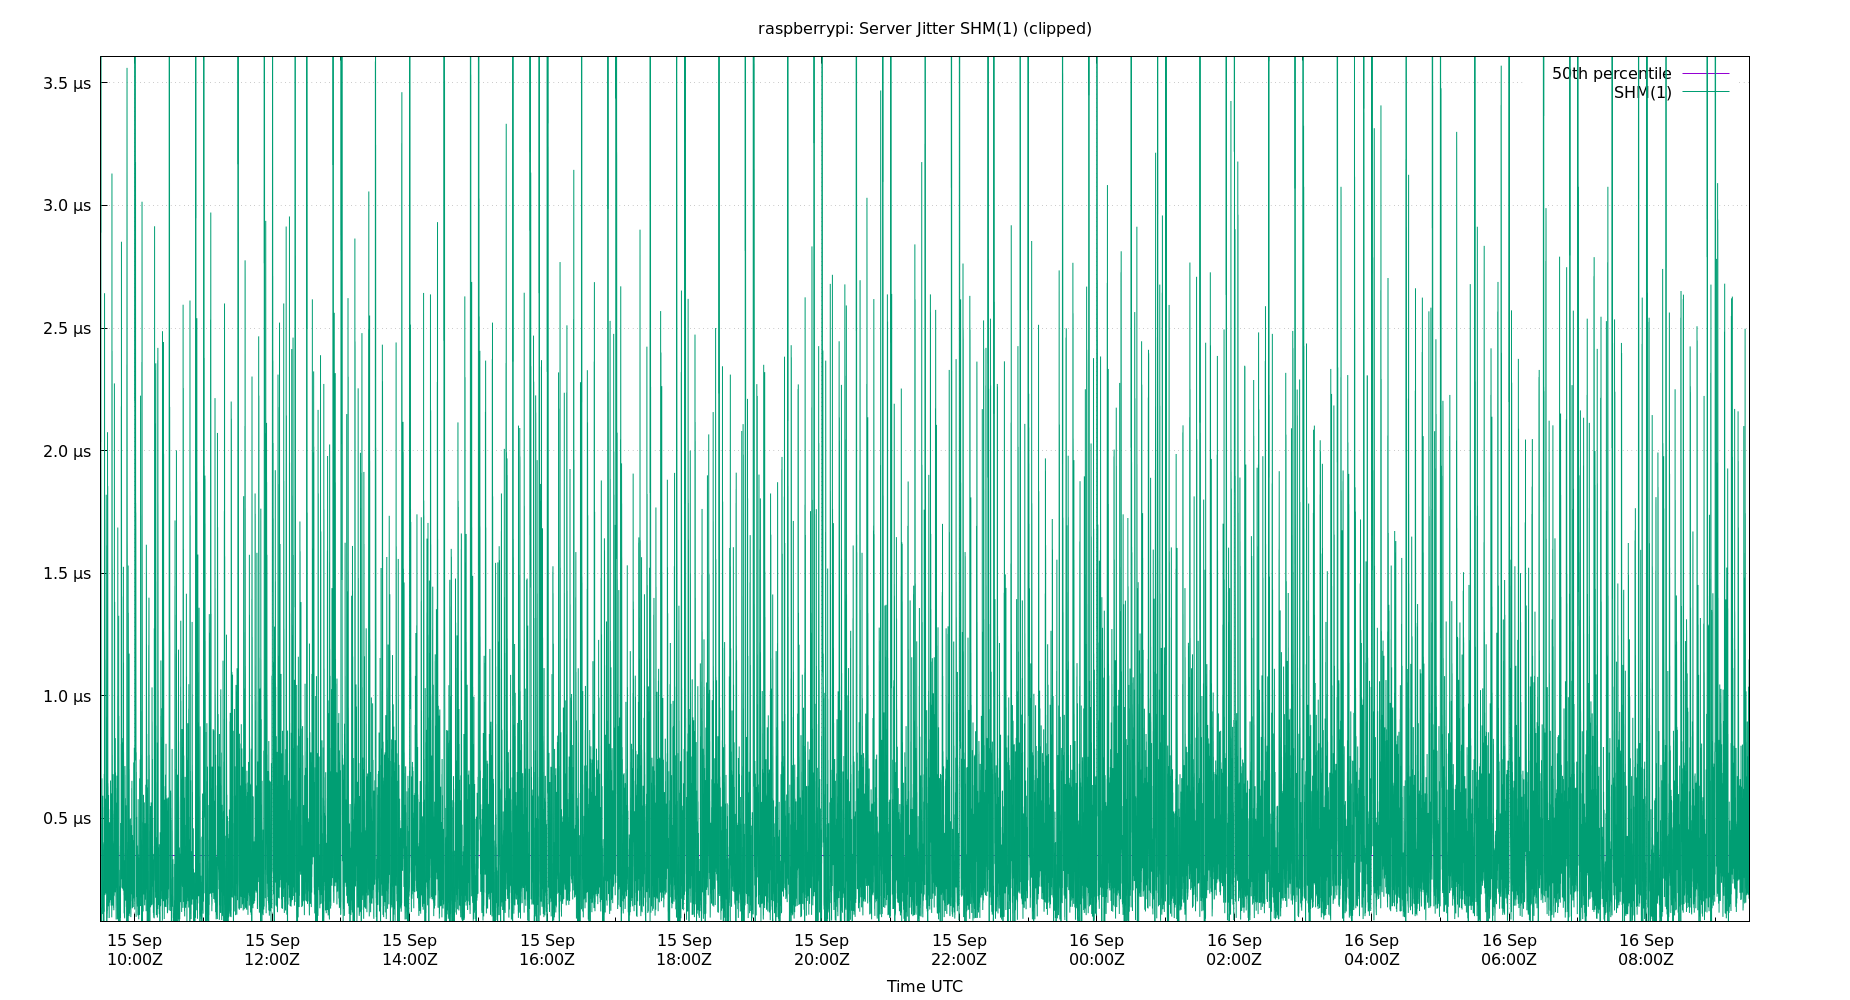 raspberrypi: Server Jitter SHM(1) (clipped)
50th percentile
SHM(1)
3.5 µs
3.0 µs
2.5 µs
2.0 µs
1.5 µs
1.0 µs
0.5 µs
15 Sep 15 Sep 15 Sep 15 Sep 15 Sep 15 Sep 15 Sep 16 Sep 16 Sep 16 Sep 16 Sep 16 Sep
10:00Z 12:00Z 14:00Z 16:00Z 18:00Z 20:00Z 22:00Z 00:00Z 02:00Z 04:00Z 06:00Z 08:00Z
Time UTC